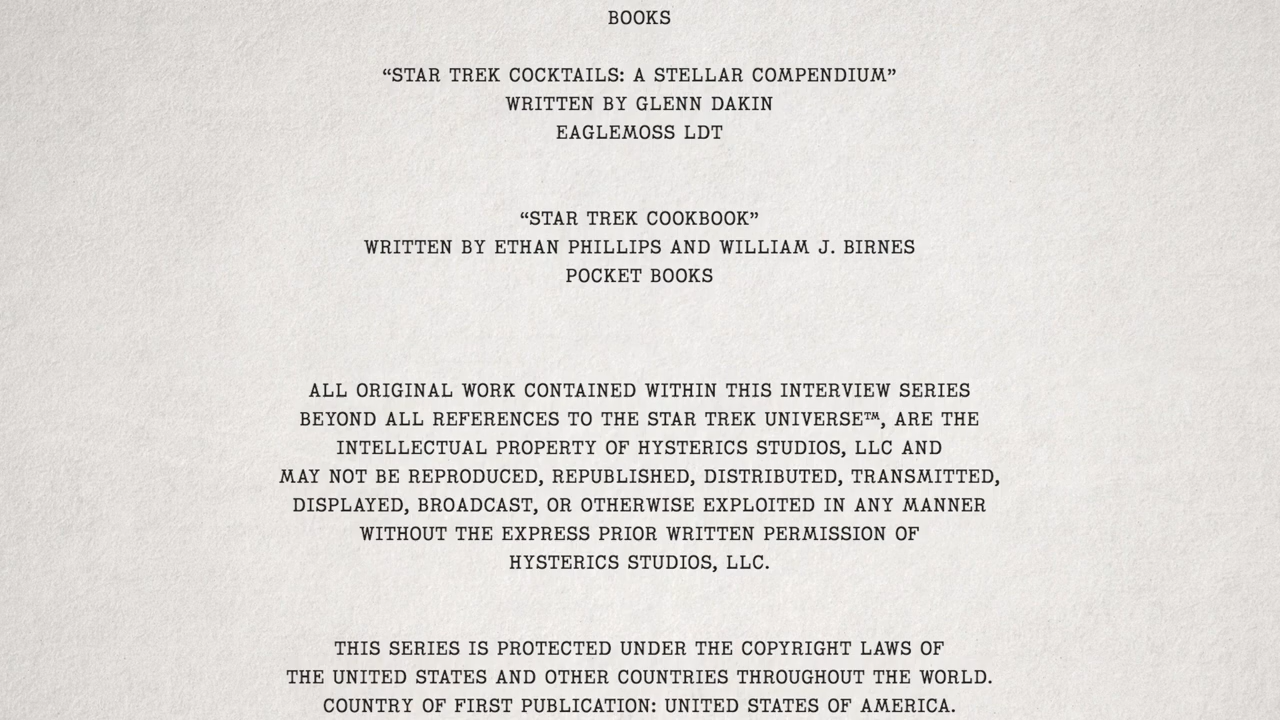 BOOKS
“STAR TREK COCKTAILS: A STELLAR COMPENDIUM”
WRITTEN BY GLENN DAKIN
EAGLEMOSS LDT
“STAR TREK COOKBOOK”
WRITTEN BY ETHAN PHILLIPS AND WILLIAM J. BIRNES
POCKET BOOKS
ALL ORIGINAL WORK CONTAINED WITHIN THIS INTERVIEW SERIES
BEYOND ALL REFERENCES TO THE STAR TREK UNIVERSE™, ARE THE
INTELLECTUAL PROPERTY OF HYSTERICS STUDIOS, LLC AND
MAY NOT BE REPRODUCED, REPUBLISHED, DISTRIBUTED, TRANSMITTED,
DISPLAYED, BROADCAST, OR OTHERWISE EXPLOITED IN ANY MANNER
WITHOUT THE EXPRESS PRIOR WRITTEN PERMISSION OF
HYSTERICS STUDIOS, LLC.
THIS SERIES IS PROTECTED UNDER THE COPYRIGHT LAWS OF
THE UNITED STATES AND OTHER COUNTRIES THROUGHOUT THE WORLD.
COUNTRY OF FIRST PUBLICATION: UNITED STATES OF AMERICA.